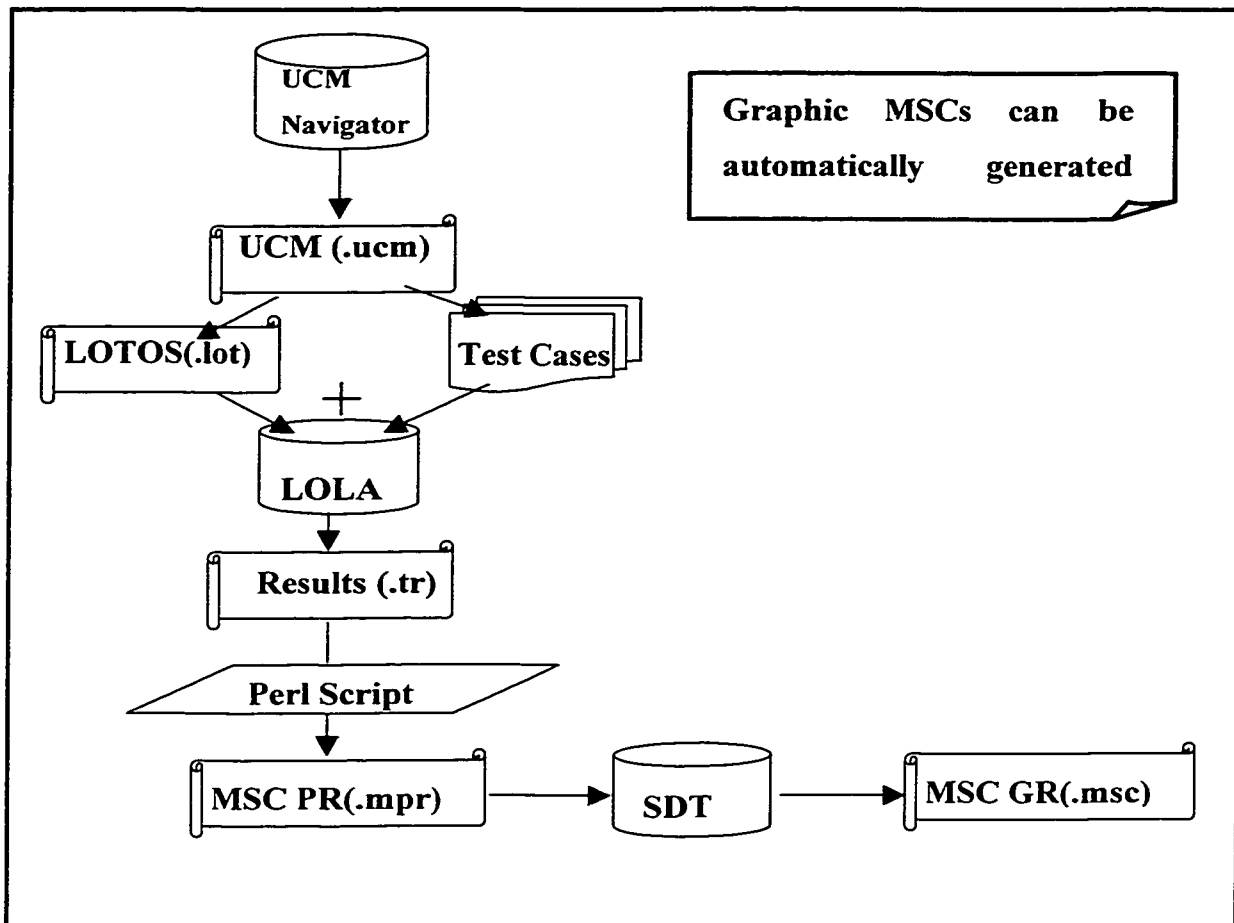 UCM
Navigator
Graphic MSCs can be
automatically generated
UCM (.ucm)
LOTOS(.lot)
Test Cases
+
LOLA
Results (.tr)
Perl Script
MSC PR(.mpr)
SDT
MSC GR(.msc)